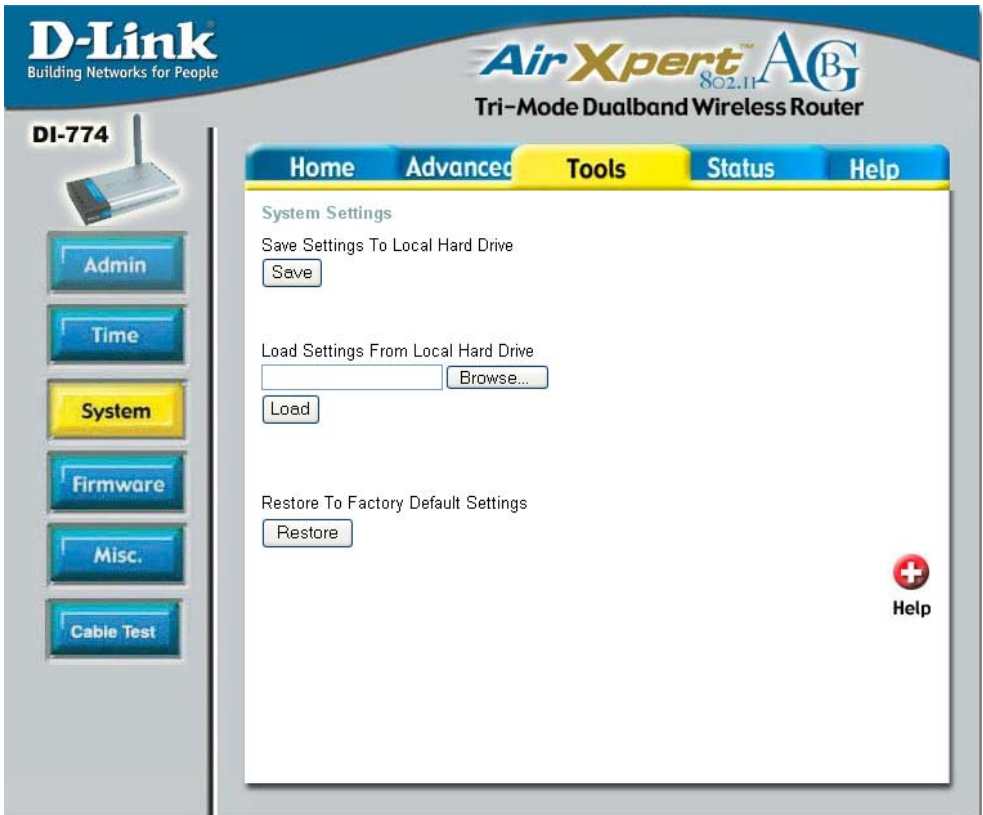 D-Link
Building Networks for People
AirXpert™ 802.11 ABG
Tri-Mode Dualband Wireless Router
DI-774
Home Advanced Tools Status Help
Admin
Time
System
Firmware
Misc.
Cable Test
System Settings
Save Settings To Local Hard Drive
Save
Load Settings From Local Hard Drive
Browse...
Load
Restore To Factory Default Settings
Restore
Help